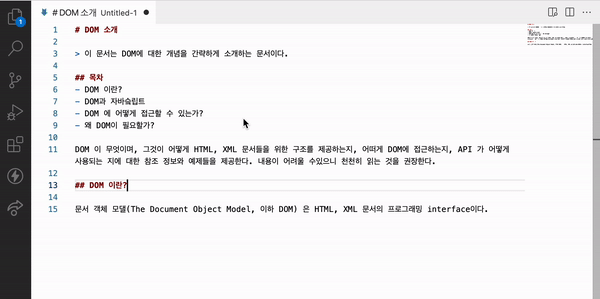 # DOM 소개 Untitled-1
1
1 # DOM 소개
2
3 > 이 문서는 DOM에 대한 개념을 간략하게 소개하는 문서이다.
4
5 ## 목차
6 - DOM 이란?
7 - DOM과 자바숰립트
8 - DOM 에 어떻게 접근할 수 있는가?
9 - 왜 DOM이 필요할가?
10
11 DOM 이 무엇이며, 그것이 어떻게 HTML, XML 문서들을 위한 구조를 제공하는지, 어떠게 DOM에 접근하는지, API 가 어떻게
사용되는 지에 대한 참조 정보와 예제들을 제공한다. 내용이 어려울 수있으니 천천히 읽는 것을 권장한다.
12
13 ## DOM 이란?
14
15 문서 객체 모댈(The Document Object Model, 이하 DOM) 은 HTML, XML 문서의 프로그래밍 interface이다.